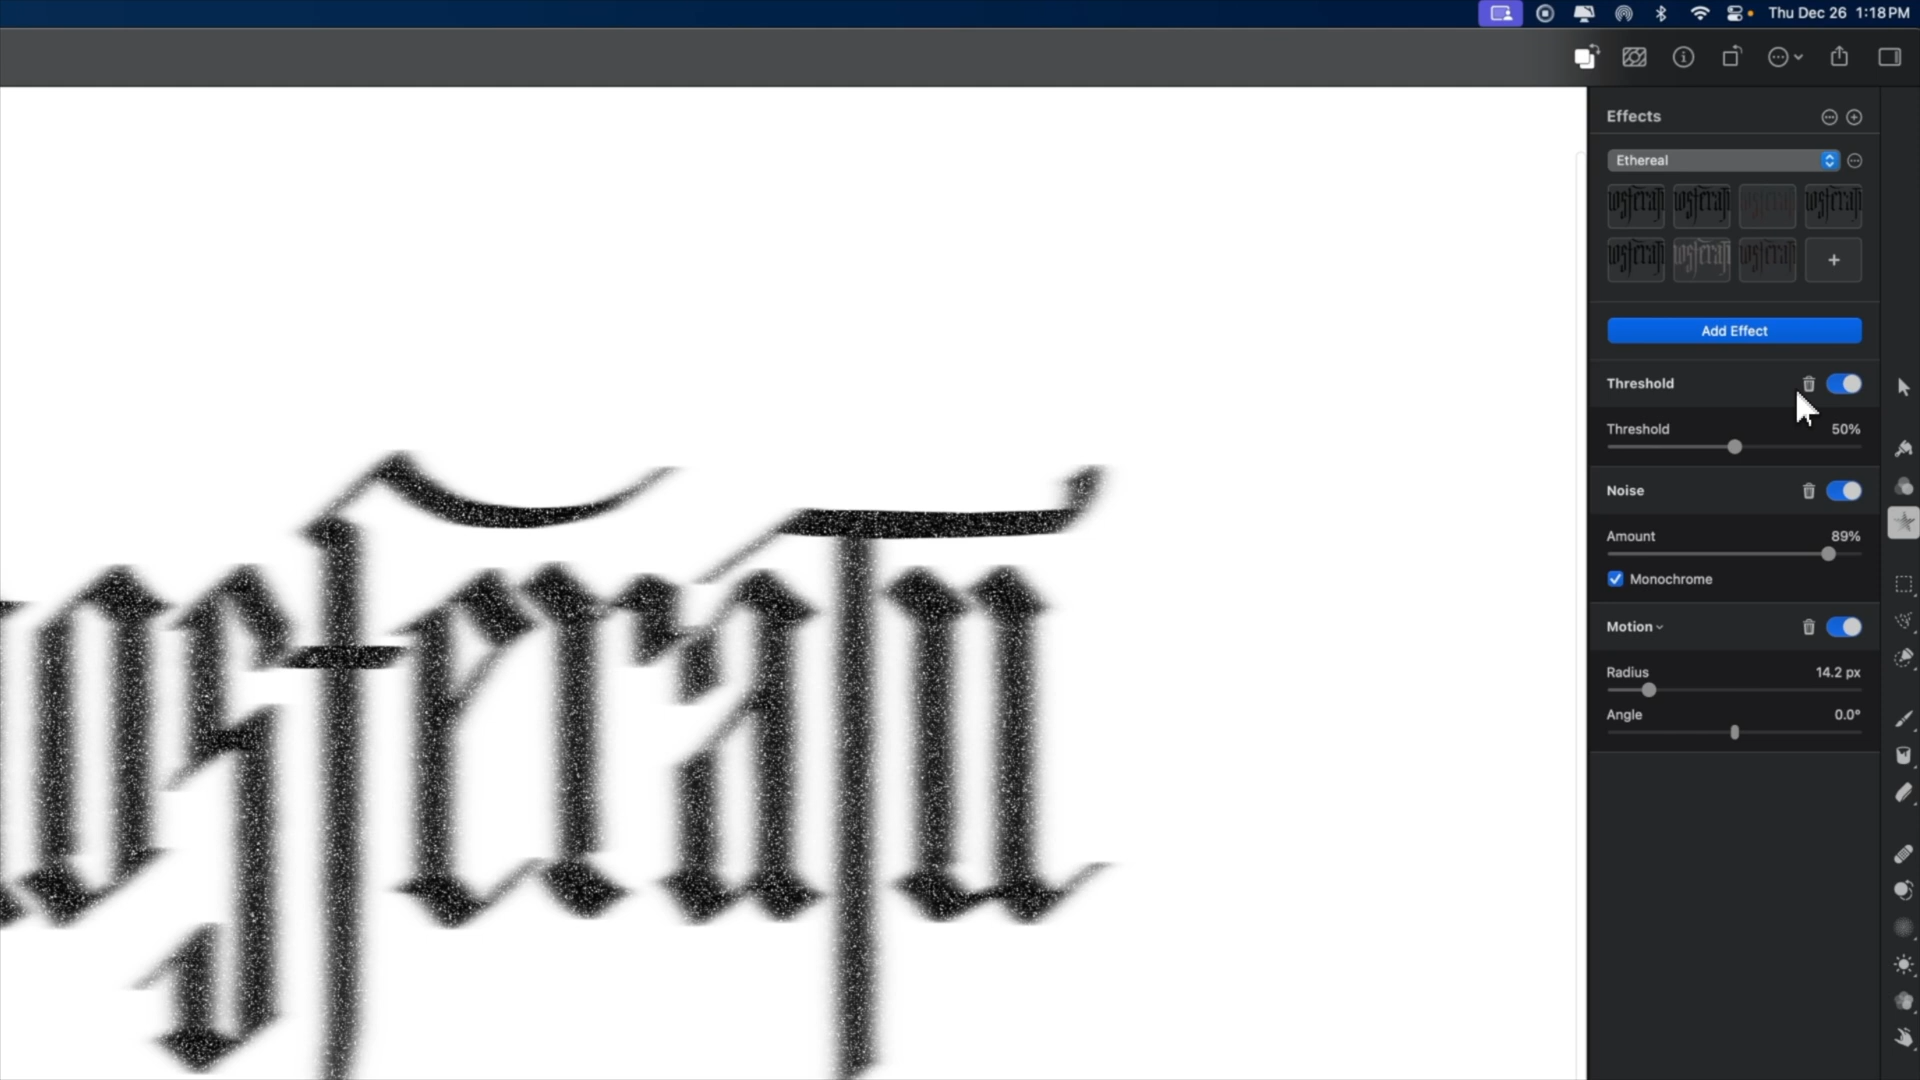 Thu Dec 26 1:18 PM
Effects
Ethereal
Add Effect
Threshold
Threshold 50%
Noise
Amount 89%
Monochrome
Motion
Radius 14.2 px
Angle 0.0°
osferatu